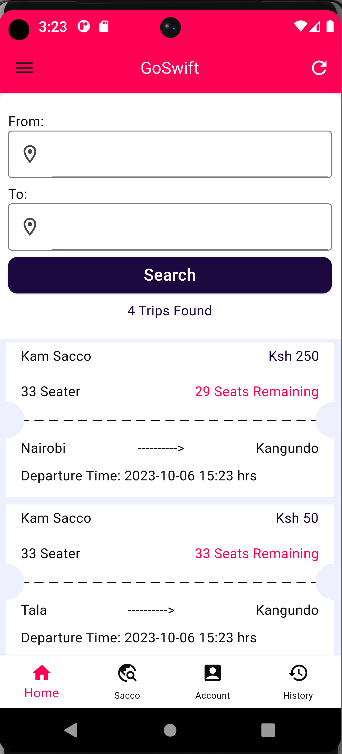 3:23
GoSwift
From:
To:
Search
4 Trips Found
Kam Sacco Ksh 250
33 Seater 29 Seats Remaining
Nairobi ----------> Kangundo
Departure Time: 2023-10-06 15:23 hrs
Kam Sacco Ksh 50
33 Seater 33 Seats Remaining
Tala ----------> Kangundo
Departure Time: 2023-10-06 15:23 hrs
Home Sacco Account History